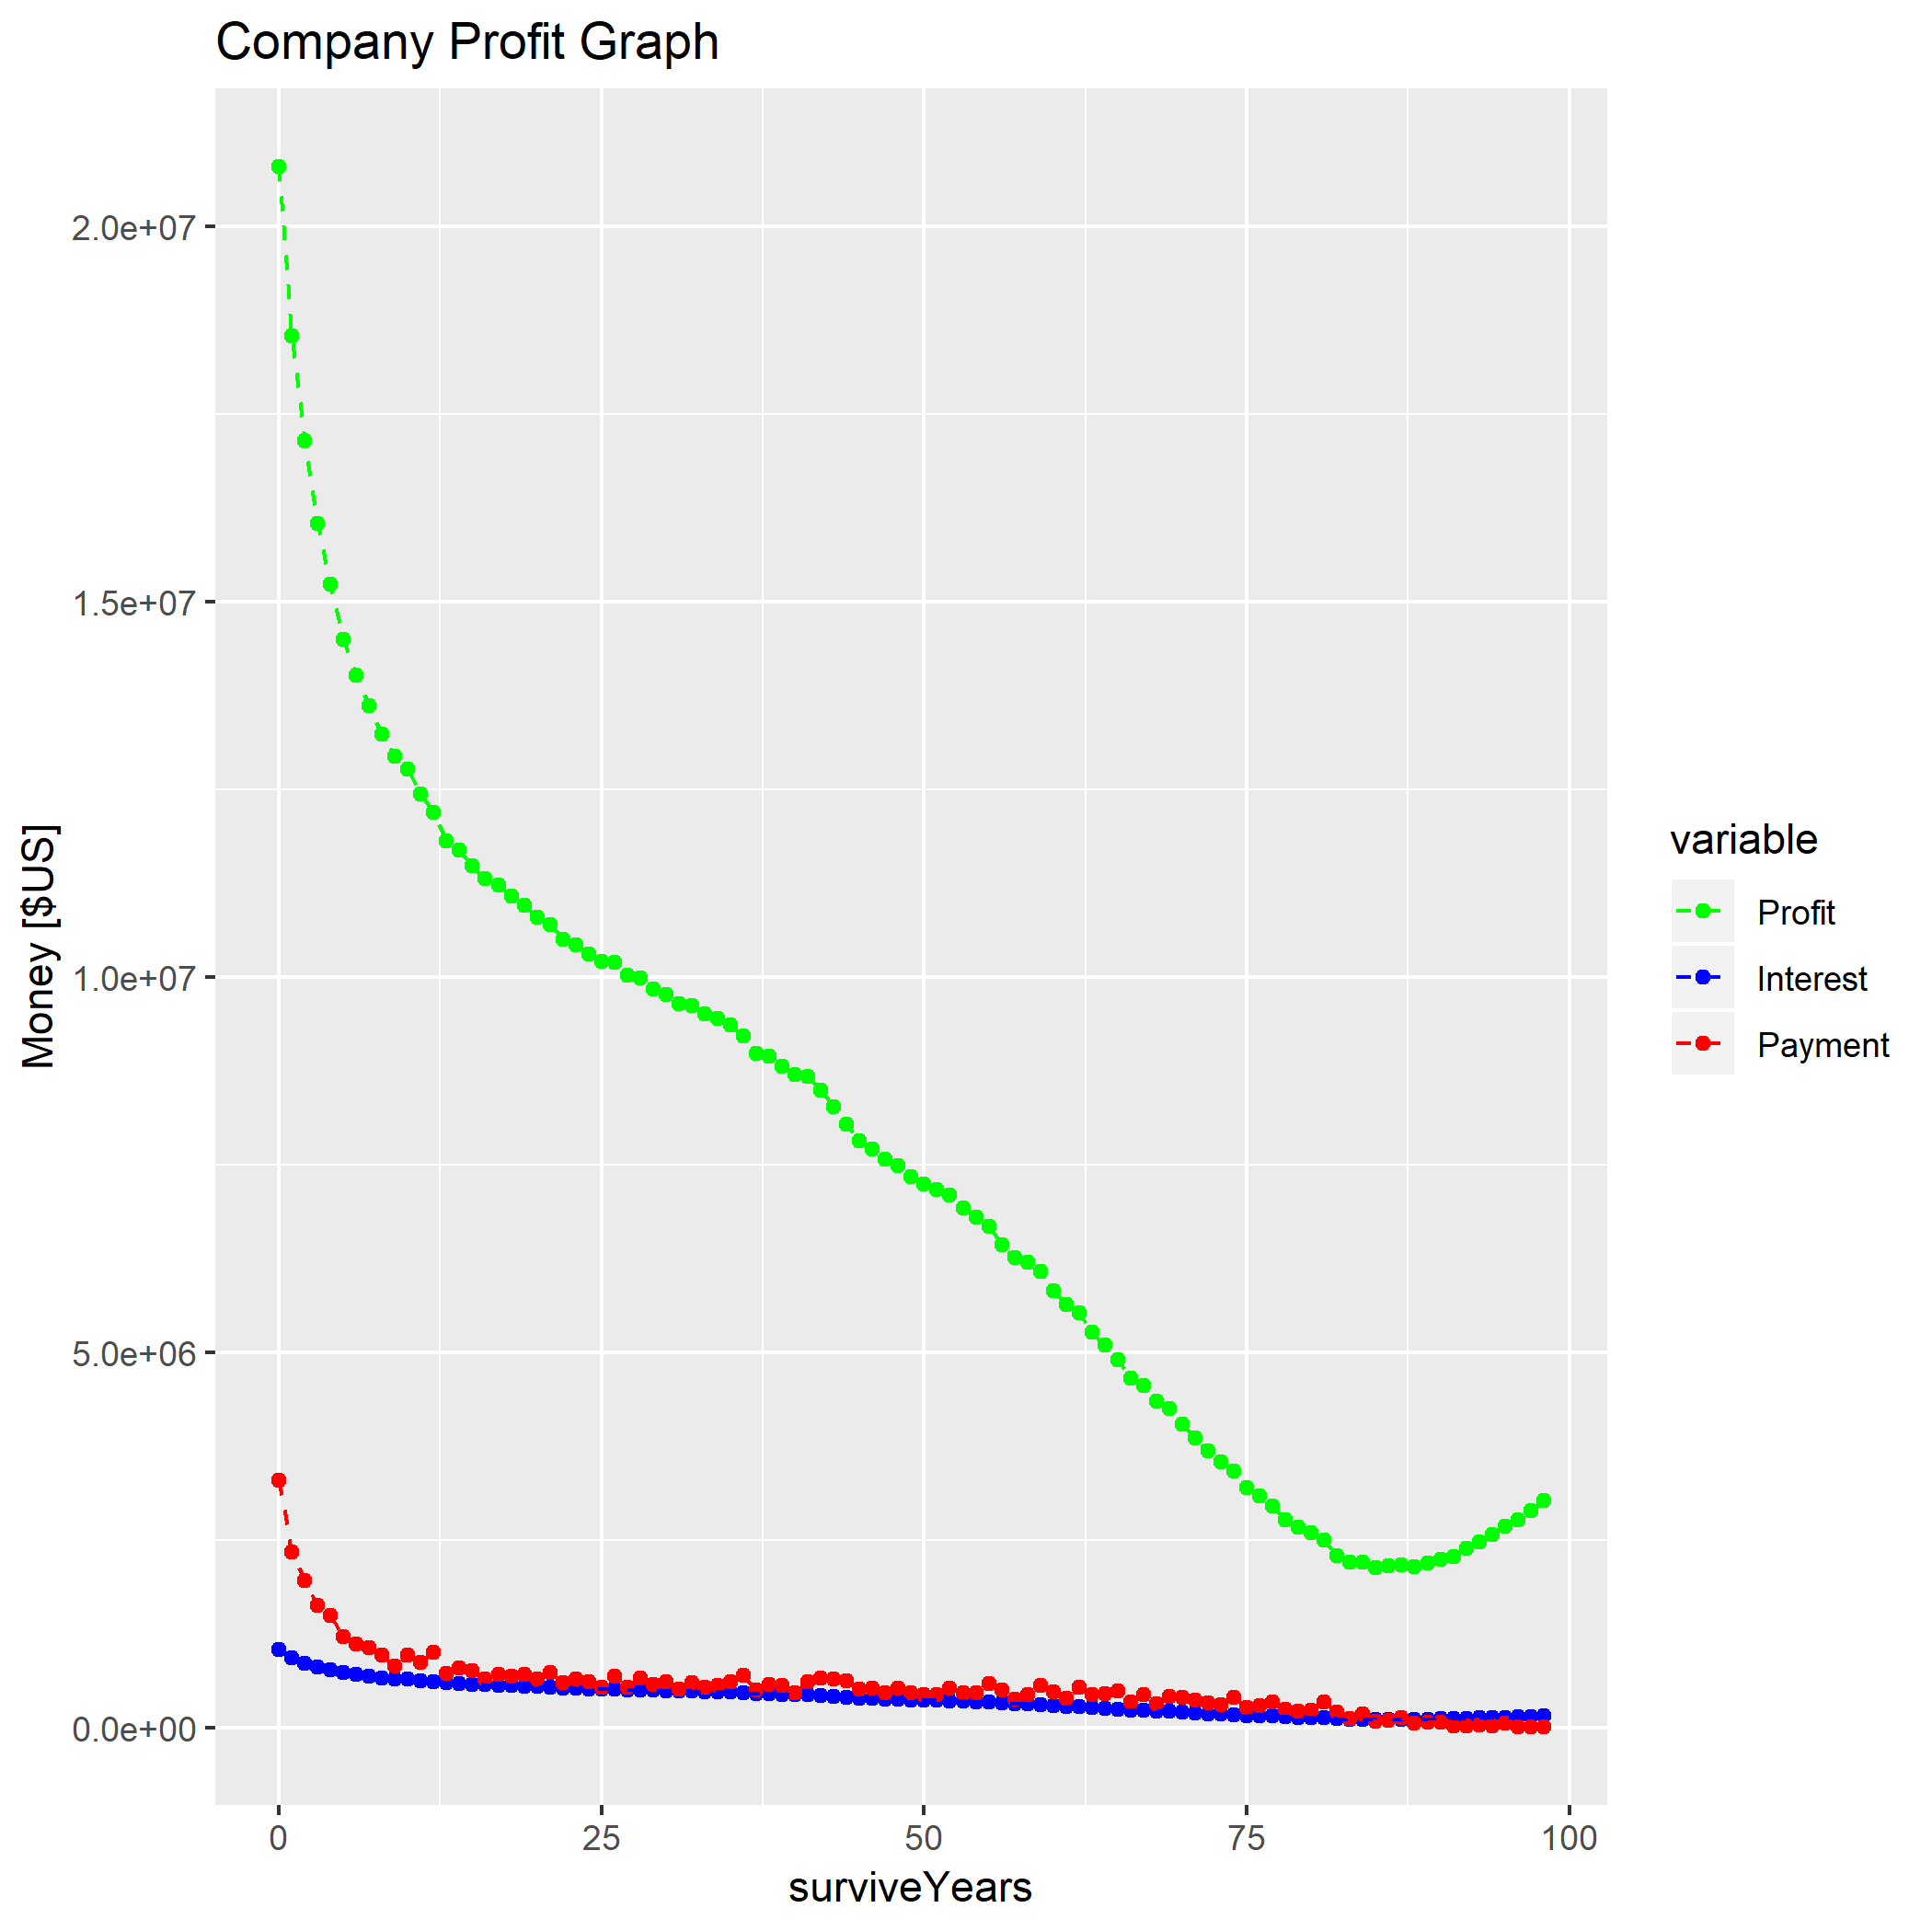 Company Profit Graph
2.0e+07
1.5e+07
1.0e+07
5.0e+06
0.0e+00
Money [$US]
0 25 50 75 100
surviveYears
variable
Profit
Interest
Payment